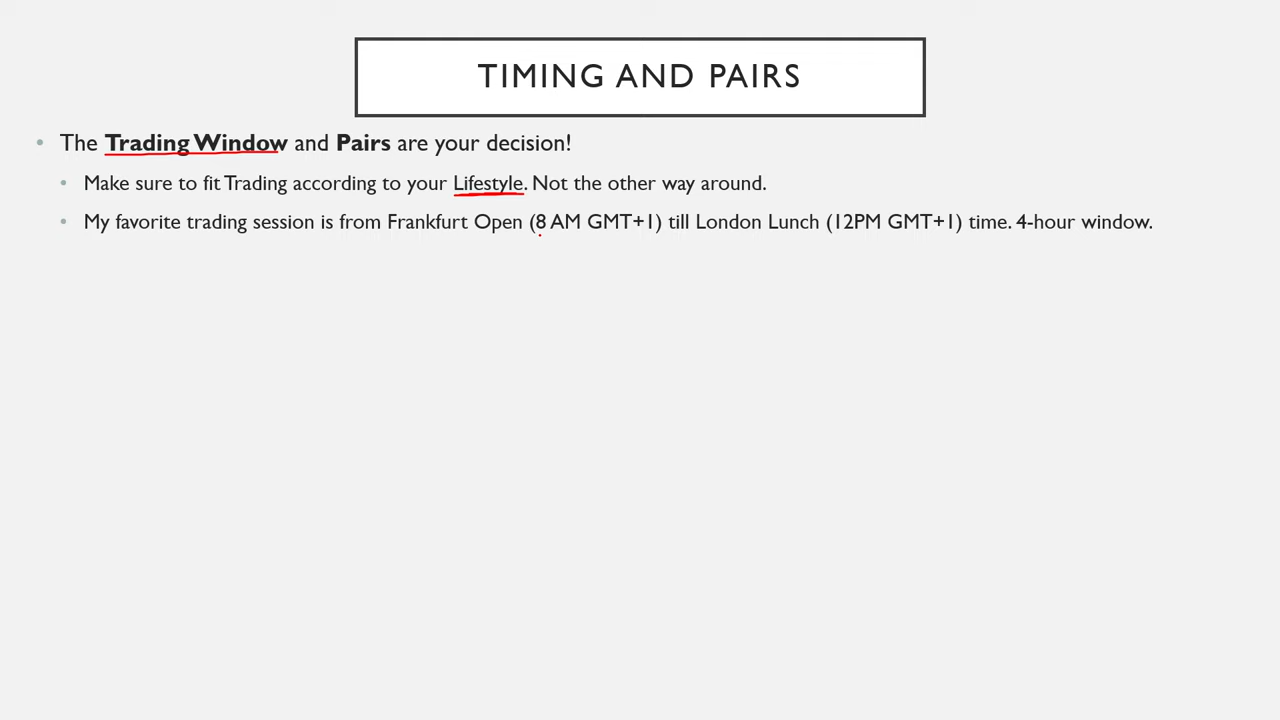 TIMING AND PAIRS
• The Trading Window and Pairs are your decision!
• Make sure to fit Trading according to your Lifestyle. Not the other way around.
• My favorite trading session is from Frankfurt Open (8 AM GMT+1) till London Lunch (12PM GMT+1) time. 4-hour window.